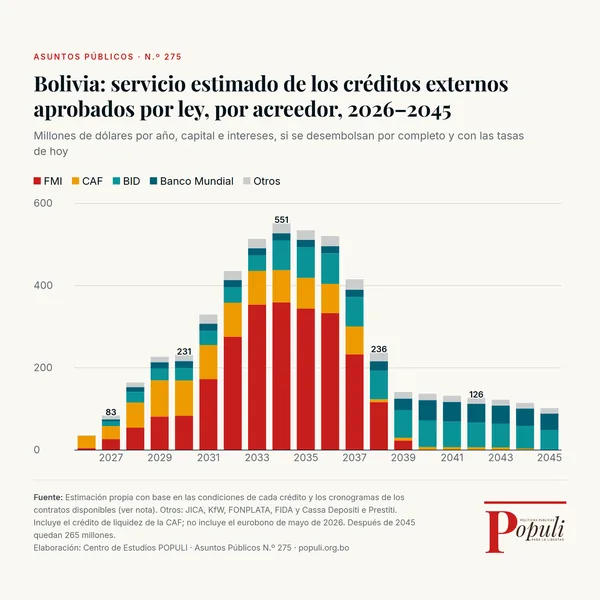 ASUNTOS PÚBLICOS · N.º 275
Bolivia: servicio estimado de los créditos externos
aprobados por ley, por acreedor, 2026–2045
Millones de dólares por año, capital e intereses, si se desembolsan por completo y con las tasas
de hoy
FMI CAF BID Banco Mundial Otros
600
551
400
231
236
200
83
126
0
2027 2029 2031 2033 2035 2037 2039 2041 2043 2045
Fuente: Estimación propia con base en las condiciones de cada crédito y los cronogramas de los
contratos disponibles (ver nota). Otros: JICA, KfW, FONPLATA, FIDA y Cassa Depositi e Prestiti.
Incluye el crédito de liquidez de la CAF; no incluye el eurobono de mayo de 2026. Después de 2045
quedan 265 millones.
Elaboración: Centro de Estudios POPULI · Asuntos Públicos N.º 275 · populi.org.bo
POLÍTICAS PÚBLICAS
Populi
PARA LA LIBERTAD